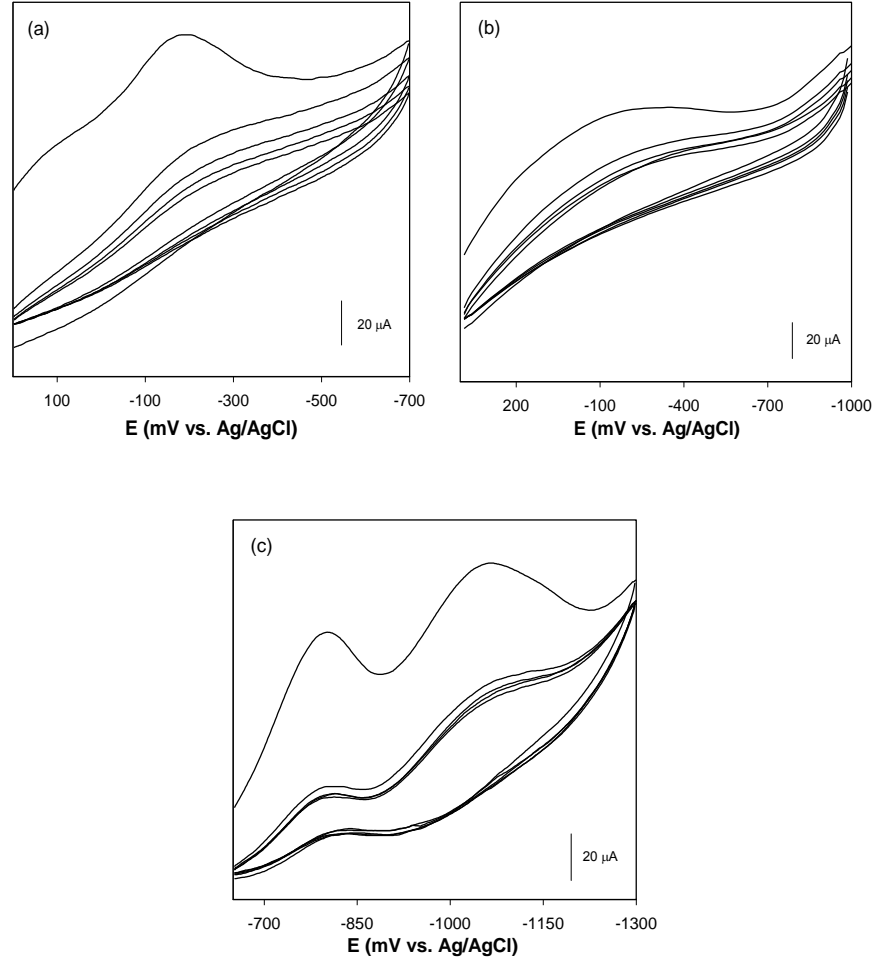 (a)
20 μA
100 -100 -300 -500 -700
E (mV vs. Ag/AgCl)
(b)
20 μA
200 -100 -400 -700 -1000
E (mV vs. Ag/AgCl)
(c)
20 μA
-700 -850 -1000 -1150 -1300
E (mV vs. Ag/AgCl)